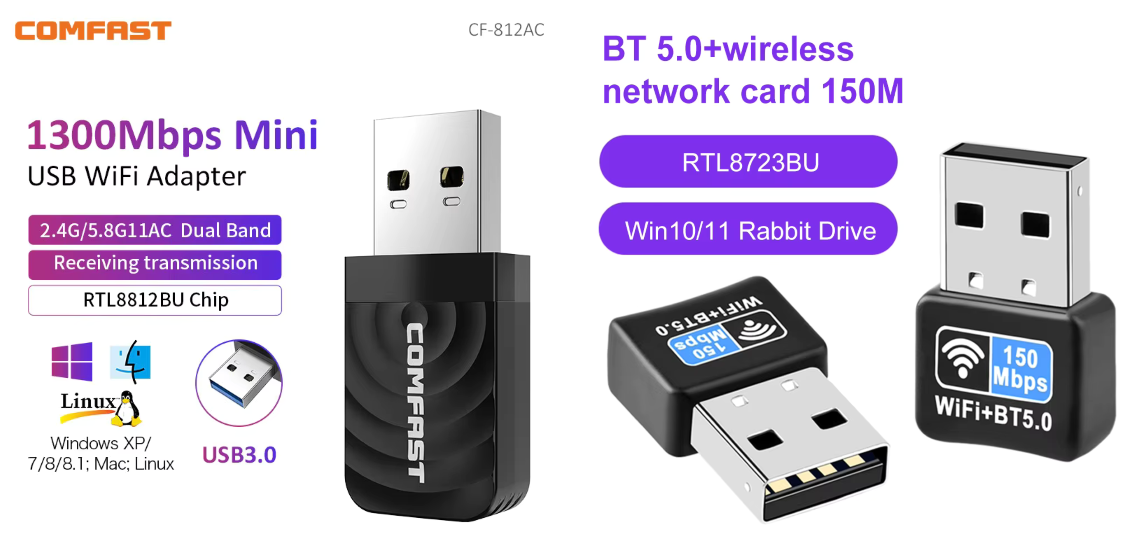 COMFAST
CF-812AC
1300Mbps Mini
USB WiFi Adapter
2.4G/5.8G11AC Dual Band
Receiving transmission
RTL8812BU Chip
Linux
Windows XP/
7/8/8.1; Mac; Linux
USB3.0
COMFAST
BT 5.0+wireless
network card 150M
RTL8723BU
Win10/11 Rabbit Drive
WiFi+BT5.0
150
Mbps
150
Mbps
WiFi+BT5.0